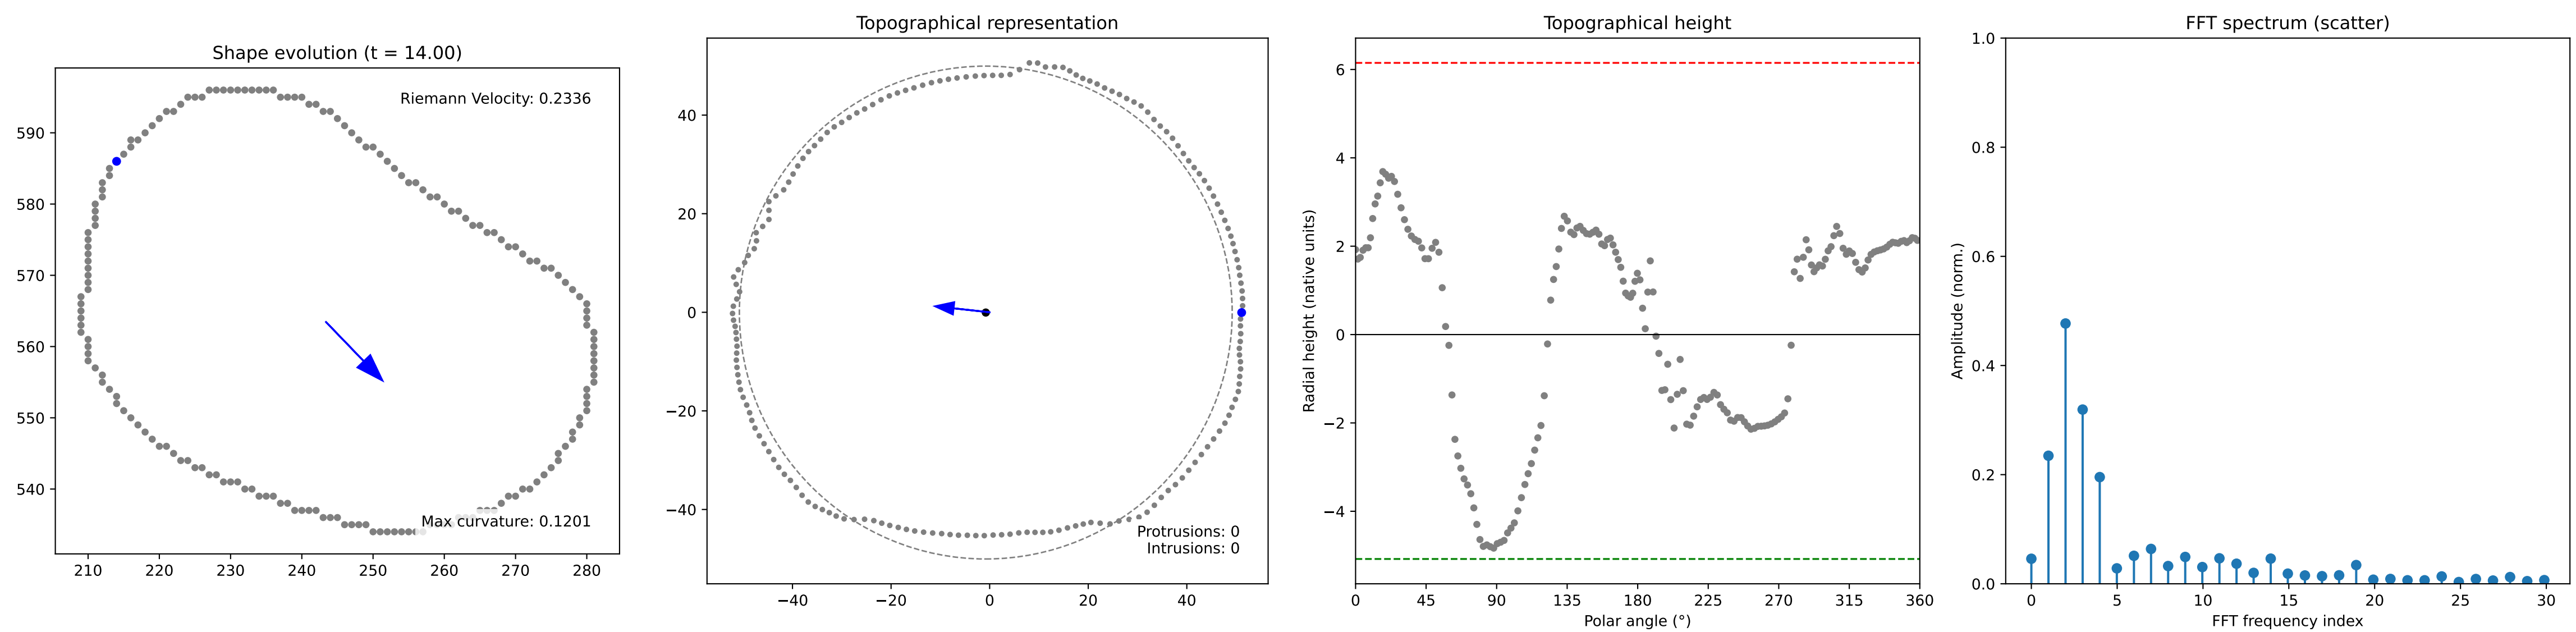 Shape evolution (t = 14.00)
Riemann Velocity: 0.2336
Max curvature: 0.1201
590
580
570
560
550
540
210 220 230 240 250 260 270 280
Topographical representation
40
20
0
−20
−40
−40 −20 0 20 40
Protrusions: 0
Intrusions: 0
Topographical height
Radial height (native units)
6
4
2
0
−2
−4
0 45 90 135 180 225 270 315 360
Polar angle (°)
FFT spectrum (scatter)
Amplitude (norm.)
1.0
0.8
0.6
0.4
0.2
0.0
0 5 10 15 20 25 30
FFT frequency index